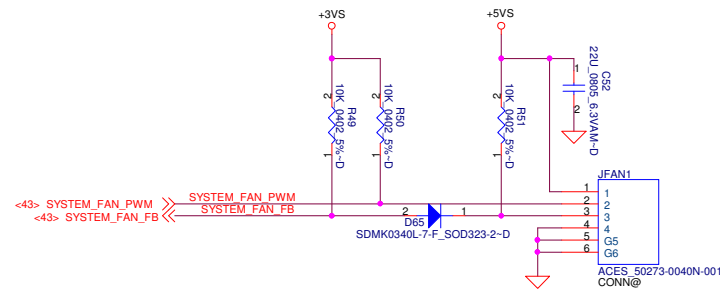 +3VS
+5VS
1
2
C52
22U_0805_6.3VAM~D
2
1
R49
10K_0402_5%~D
2
1
R50
10K_0402_5%~D
2
1
R51
10K_0402_5%~D
JFAN1
<43> SYSTEM_FAN_PWM
SYSTEM_FAN_PWM
<43> SYSTEM_FAN_FB
SYSTEM_FAN_FB
2
1
D65
SDMK0340L-7-F_SOD323-2~D
1 1
2 2
3 3
4 4
5 G5
6 G6
ACES_50273-0040N-001
CONN@